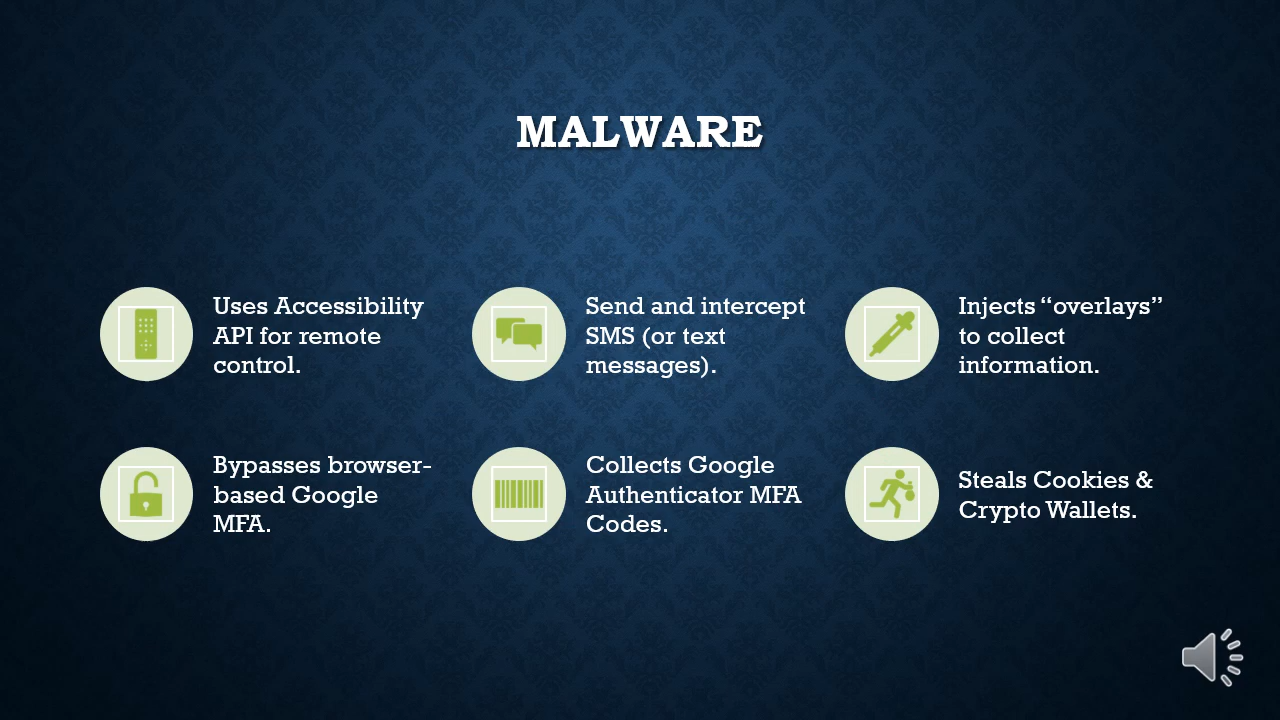 MALWARE
Uses Accessibility
API for remote
control.
Send and intercept
SMS (or text
messages).
Injects “overlays”
to collect
information.
Bypasses browser-
based Google
MFA.
Collects Google
Authenticator MFA
Codes.
Steals Cookies &
Crypto Wallets.